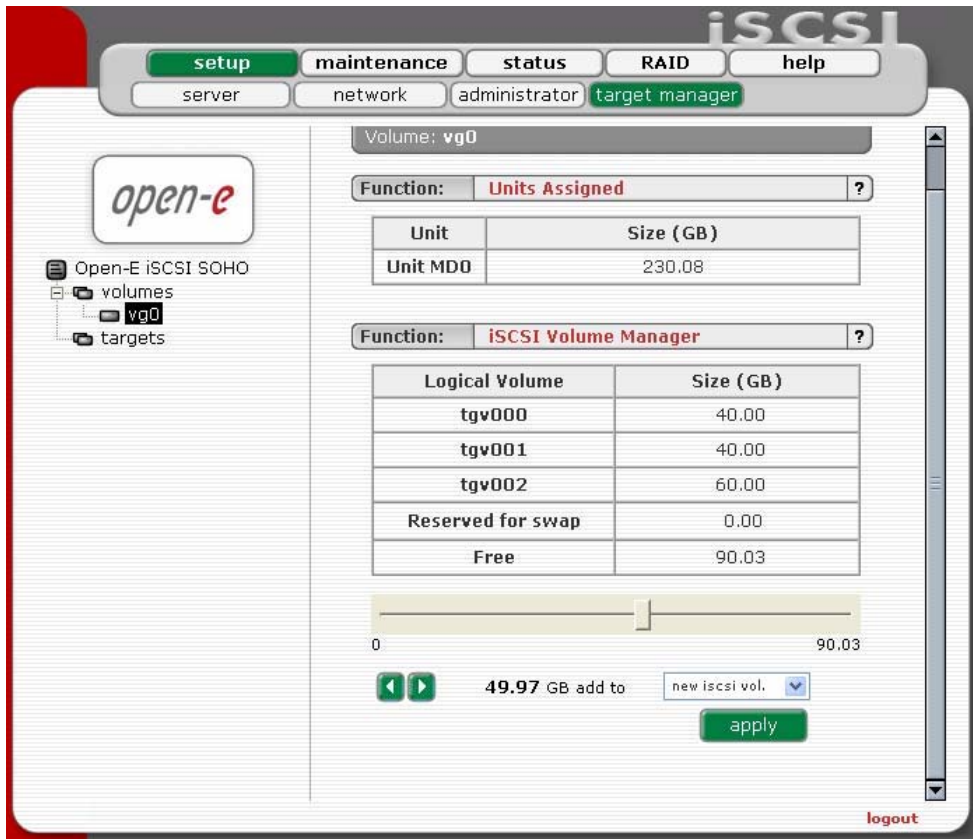 iSCSI
setup maintenance status RAID help
server network administrator target manager
open-e
Open-E iSCSI SOHO
volumes
vg0
targets
Volume: vg0
Function: Units Assigned ?
Unit Size (GB)
Unit MD0 230.08
Function: iSCSI Volume Manager ?
Logical Volume Size (GB)
tgv000 40.00
tgv001 40.00
tgv002 60.00
Reserved for swap 0.00
Free 90.03
0 90.03
49.97 GB add to new iscsi vol.
apply
logout